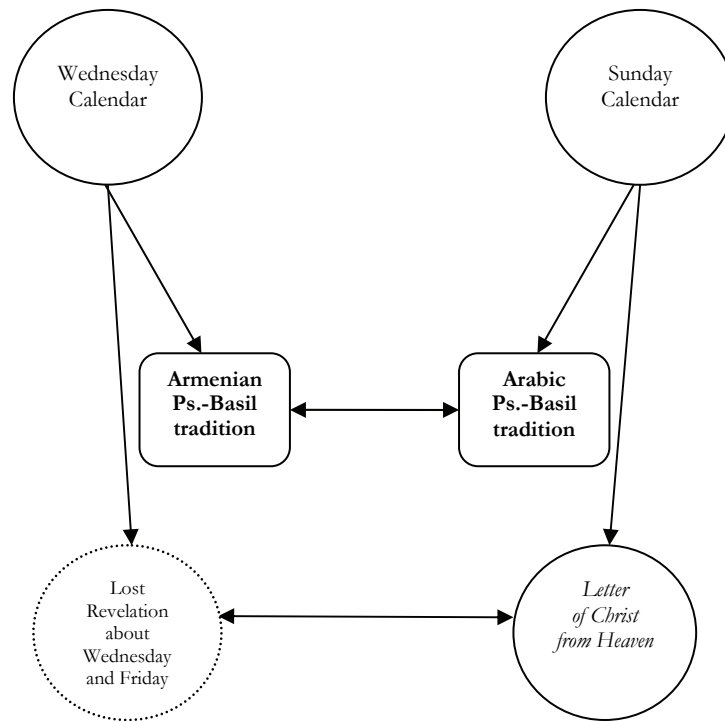 Wednesday
Calendar
Sunday
Calendar
Armenian
Ps.-Basil
tradition
Arabic
Ps.-Basil
tradition
Lost
Revelation
about
Wednesday
and Friday
Letter
of Christ
from Heaven